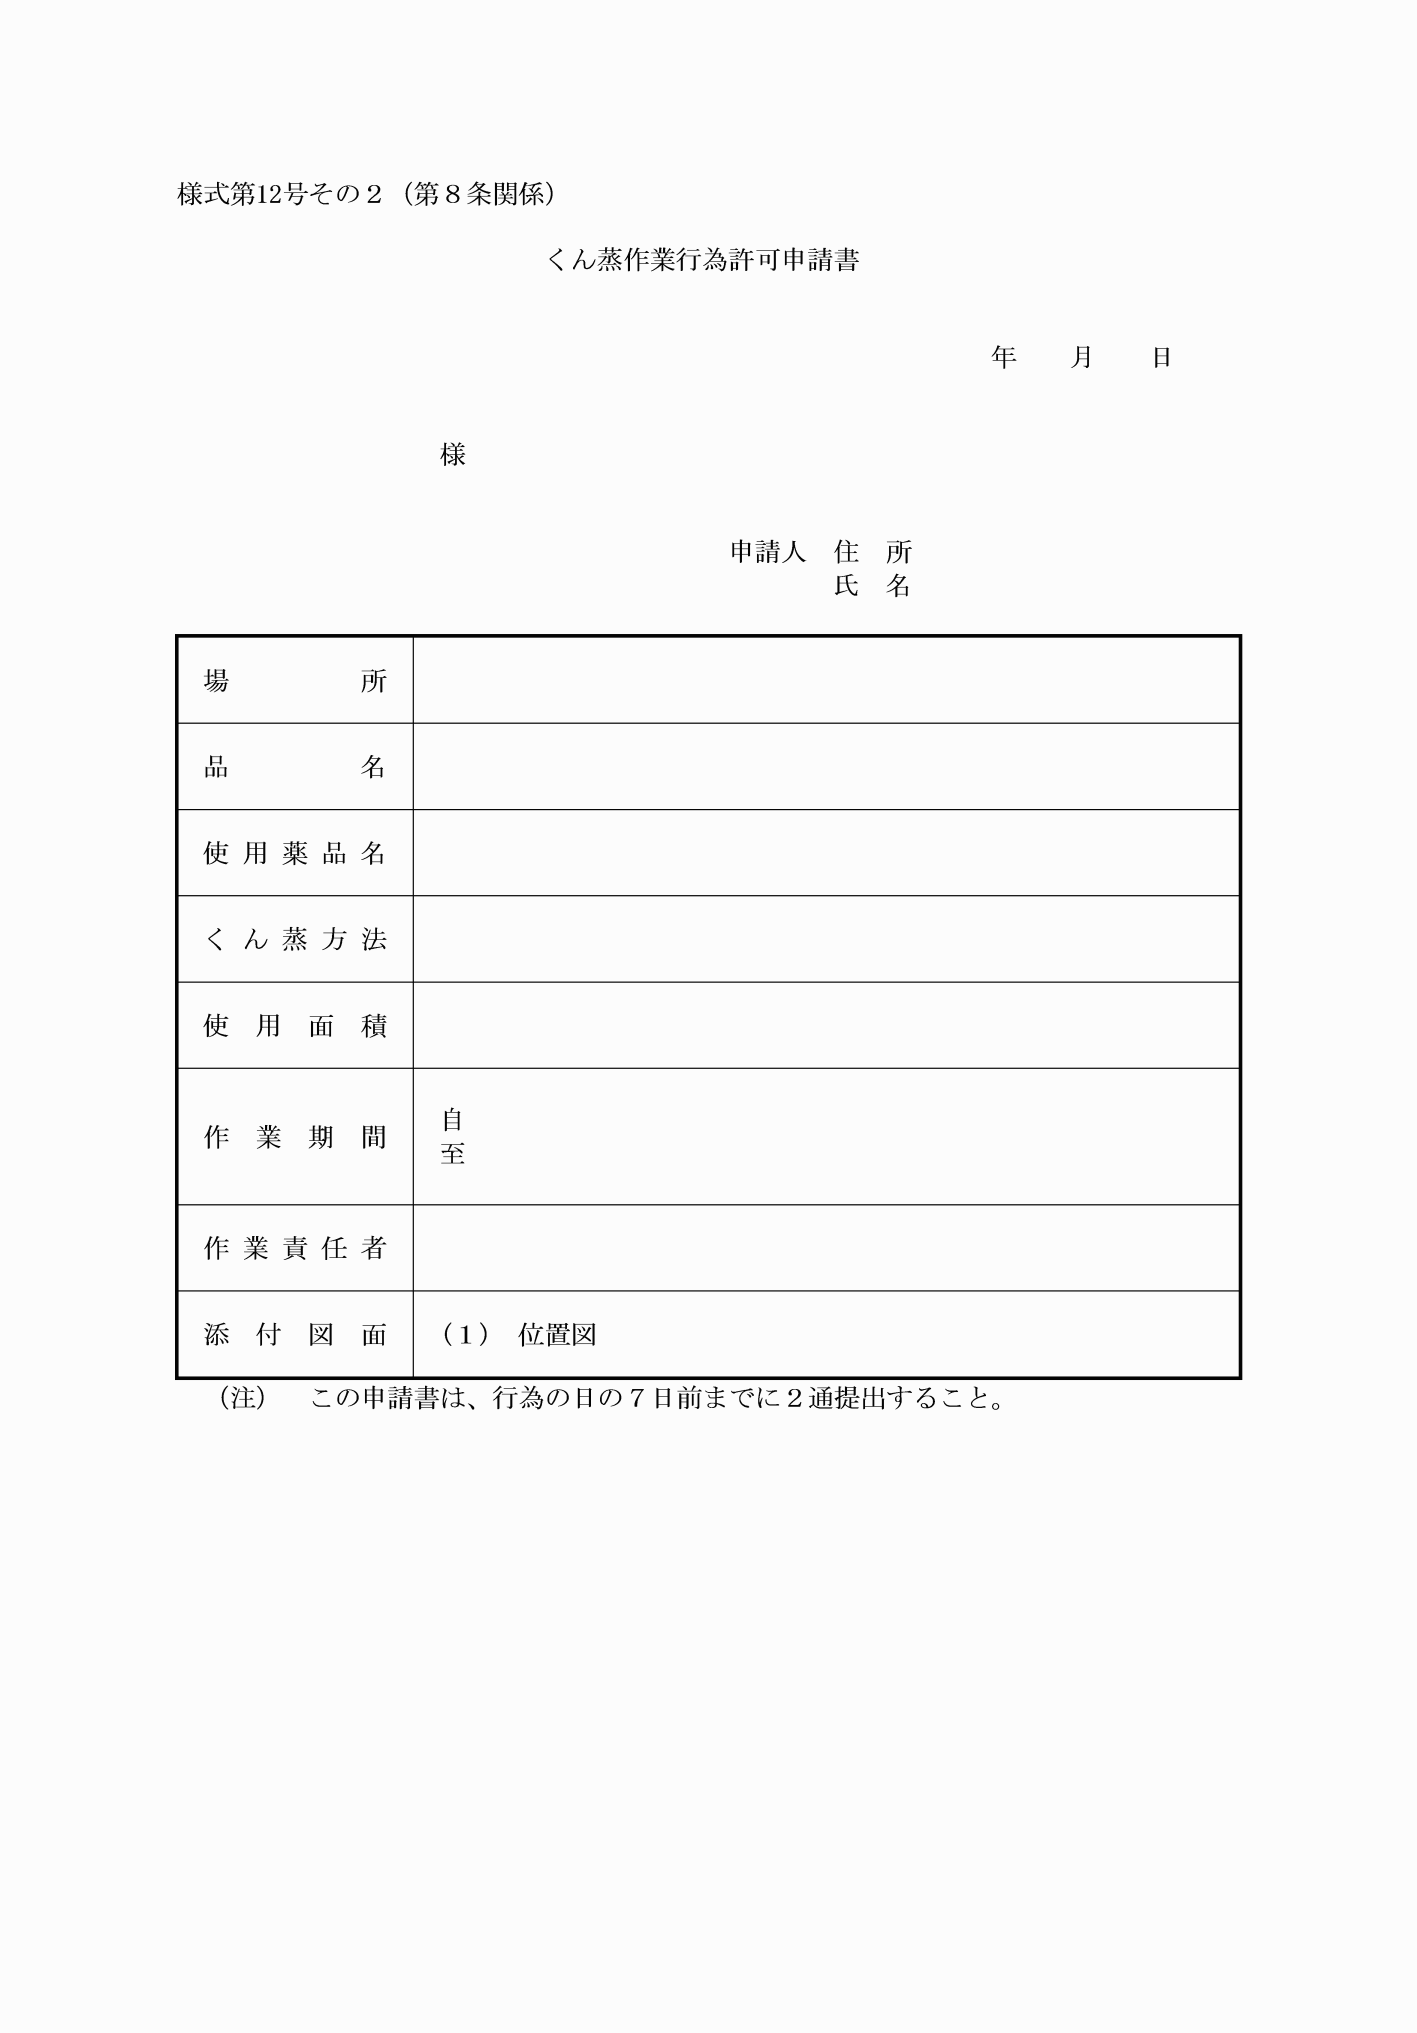 様式第12号その２（第８条関係）
くん蒸作業行為許可申請書
年　　月　　日
様
申請人　住　所
氏　名
場所
品名
使用薬品名
くん蒸方法
使用面積
作業期間
自
至
作業責任者
添付図面　（１）　位置図
（注）　この申請書は、行為の日の７日前までに２通提出すること。